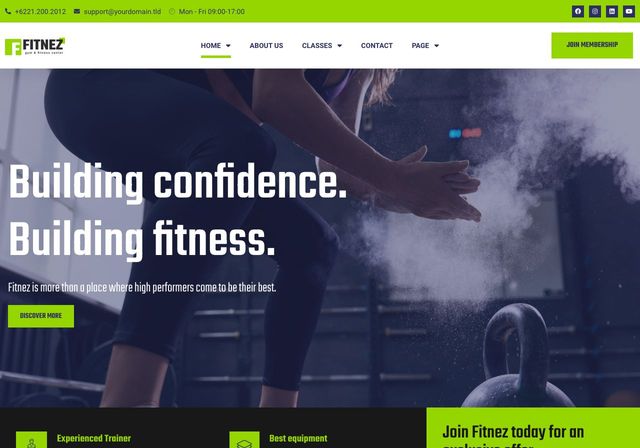 +6221.200.2012 support@yourdomain.tld Mon - Fri 09:00-17:00
FITNEZ
gym & fitness center
HOME ABOUT US CLASSES CONTACT PAGE
JOIN MEMBERSHIP
Building confidence.
Building fitness.
Fitnez is more than a place where high performers come to be their best.
DISCOVER MORE
Experienced Trainer
Best equipment
Join Fitnez today for an
exclusive offer